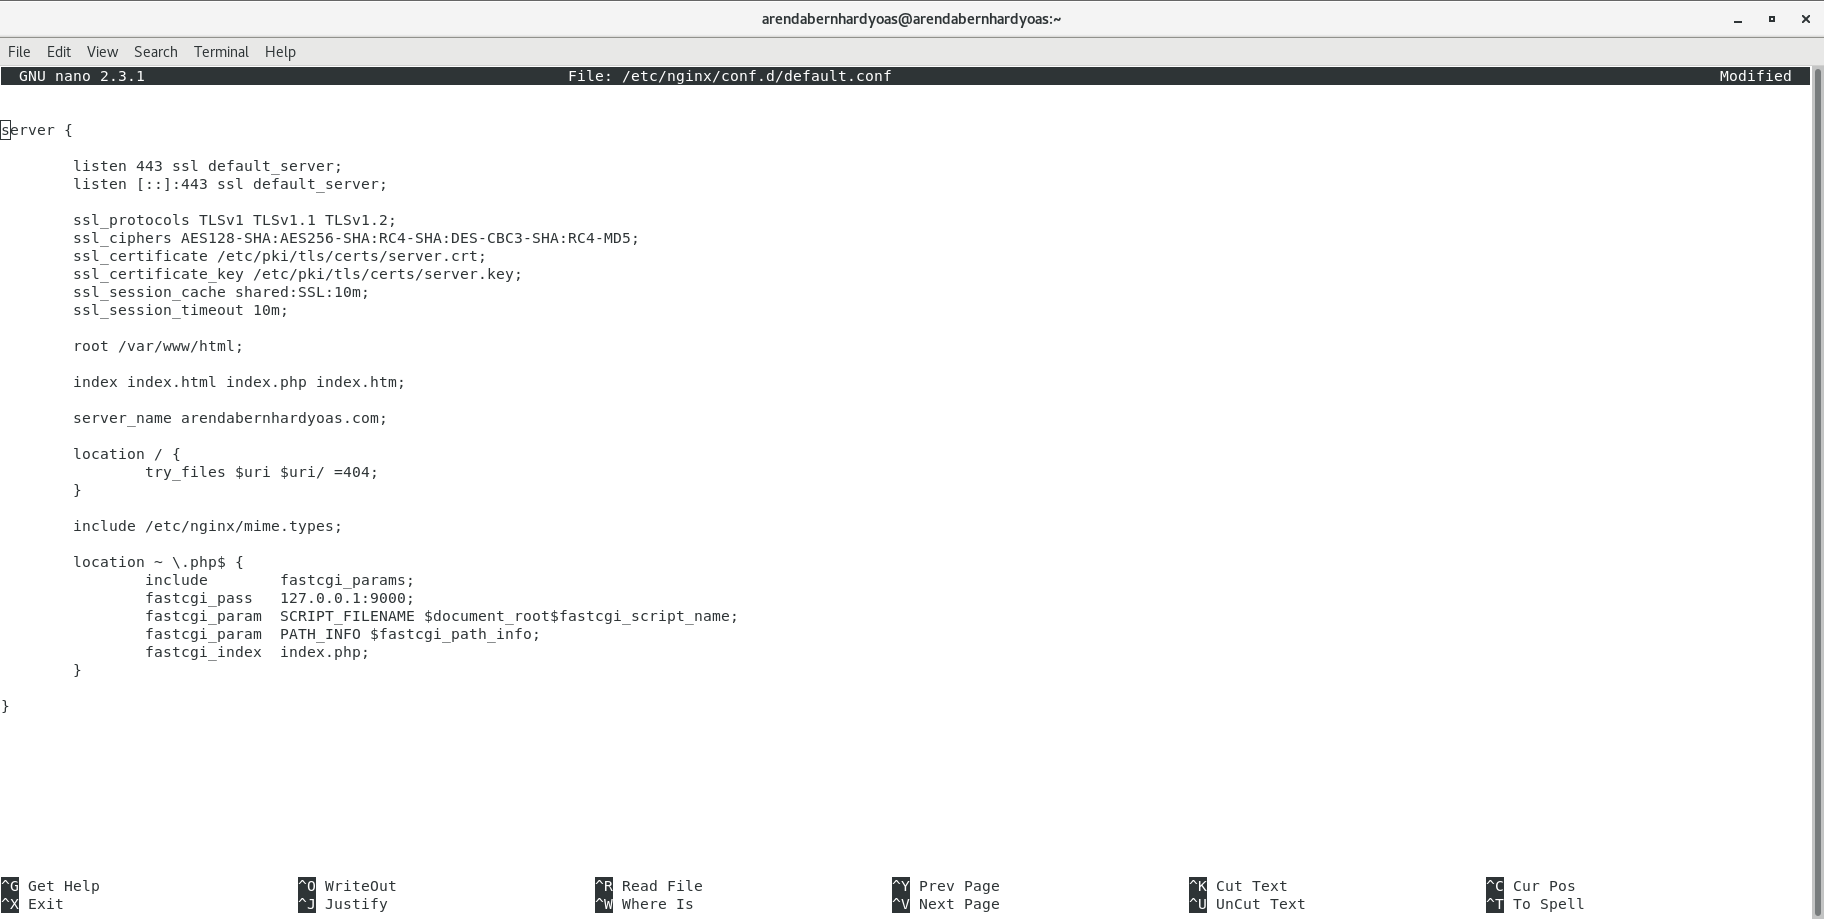 arendabernhardyoas@arendabernhardyoas:~
File Edit View Search Terminal Help
GNU nano 2.3.1 File: /etc/nginx/conf.d/default.conf Modified
server {
listen 443 ssl default_server;
listen [::]:443 ssl default_server;
ssl_protocols TLSv1 TLSv1.1 TLSv1.2;
ssl_ciphers AES128-SHA:AES256-SHA:RC4-SHA:DES-CBC3-SHA:RC4-MD5;
ssl_certificate /etc/pki/tls/certs/server.crt;
ssl_certificate_key /etc/pki/tls/certs/server.key;
ssl_session_cache shared:SSL:10m;
ssl_session_timeout 10m;
root /var/www/html;
index index.html index.php index.htm;
server_name arendabernhardyoas.com;
location / {
try_files $uri $uri/ =404;
}
include /etc/nginx/mime.types;
location ~ \.php$ {
include fastcgi_params;
fastcgi_pass 127.0.0.1:9000;
fastcgi_param SCRIPT_FILENAME $document_root$fastcgi_script_name;
fastcgi_param PATH_INFO $fastcgi_path_info;
fastcgi_index index.php;
}
}
^G Get Help ^O WriteOut ^R Read File ^Y Prev Page ^K Cut Text ^C Cur Pos
^X Exit ^J Justify ^W Where Is ^V Next Page ^U UnCut Text ^T To Spell